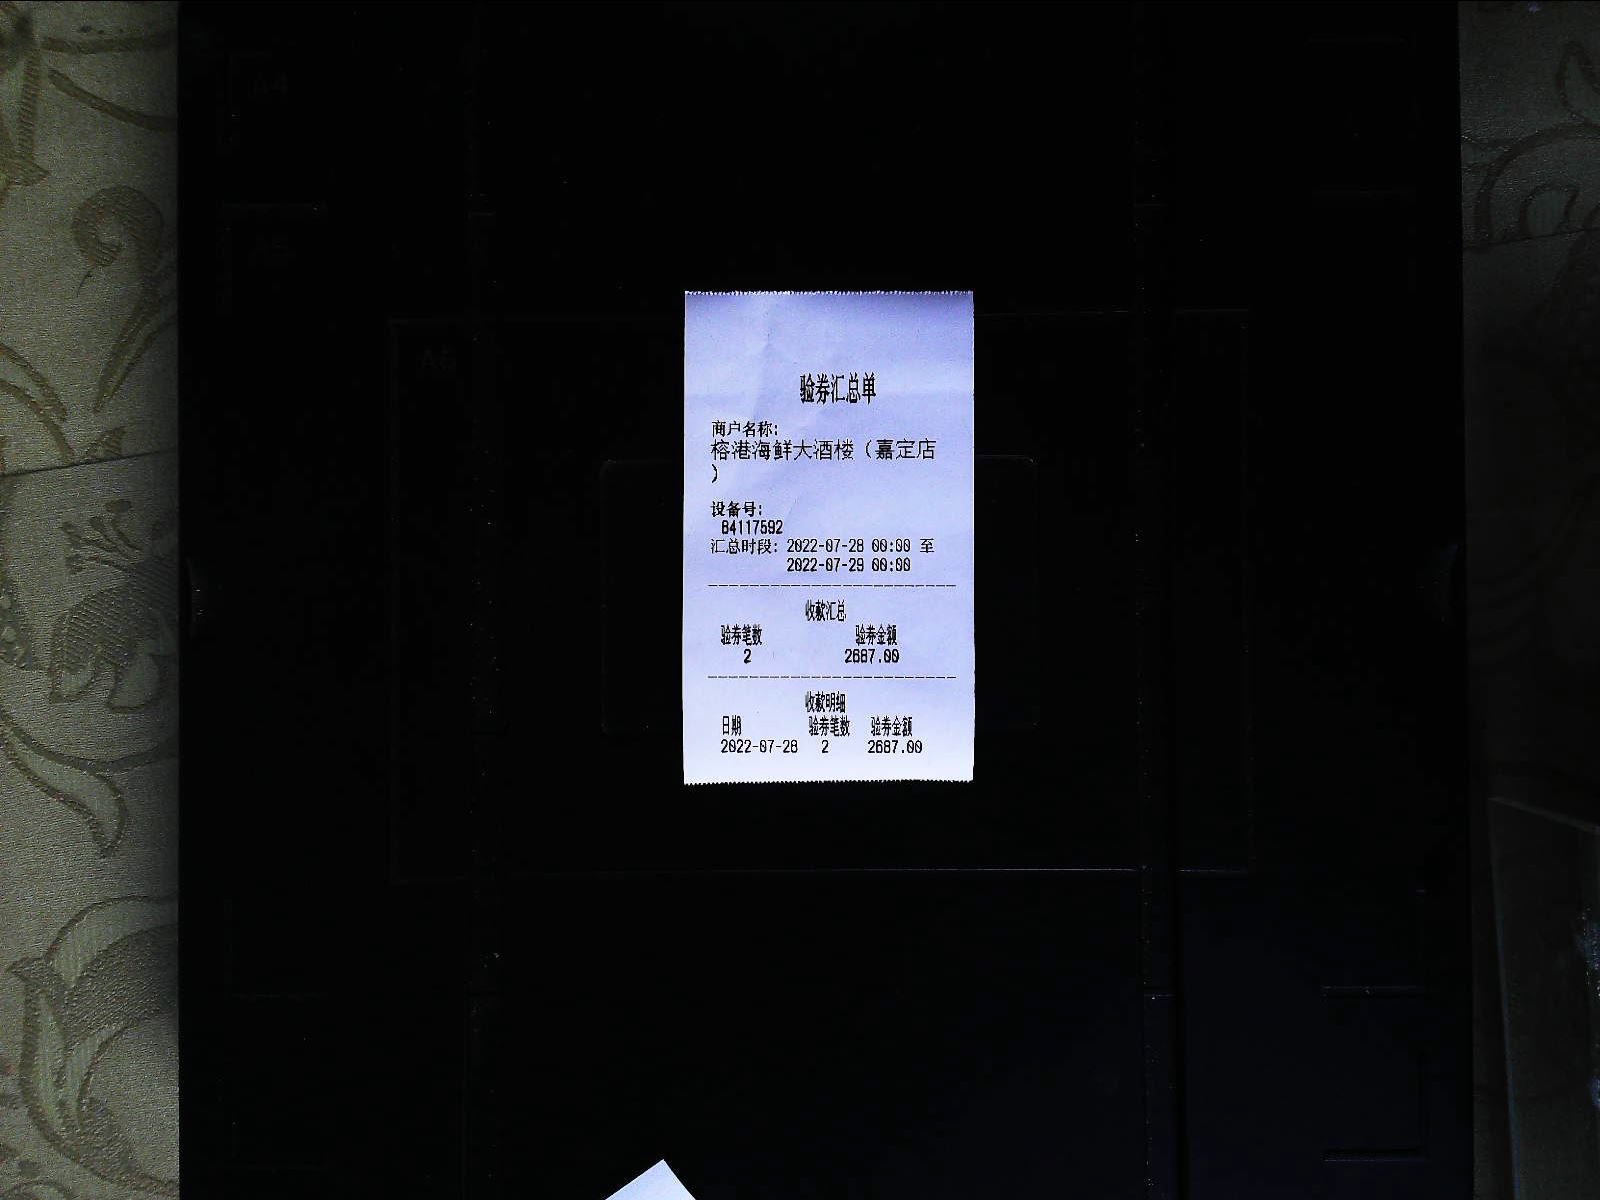 验券汇总单
商户名称:
榕港海鲜大酒楼（嘉定店
）
设备号:
84117592
汇总时段: 2022-07-28 00:00 至
2022-07-29 00:00
收款汇总
验券笔数 验券金额
2 2687.00
收款明细
日期 验券笔数 验券金额
2022-07-28 2 2687.00